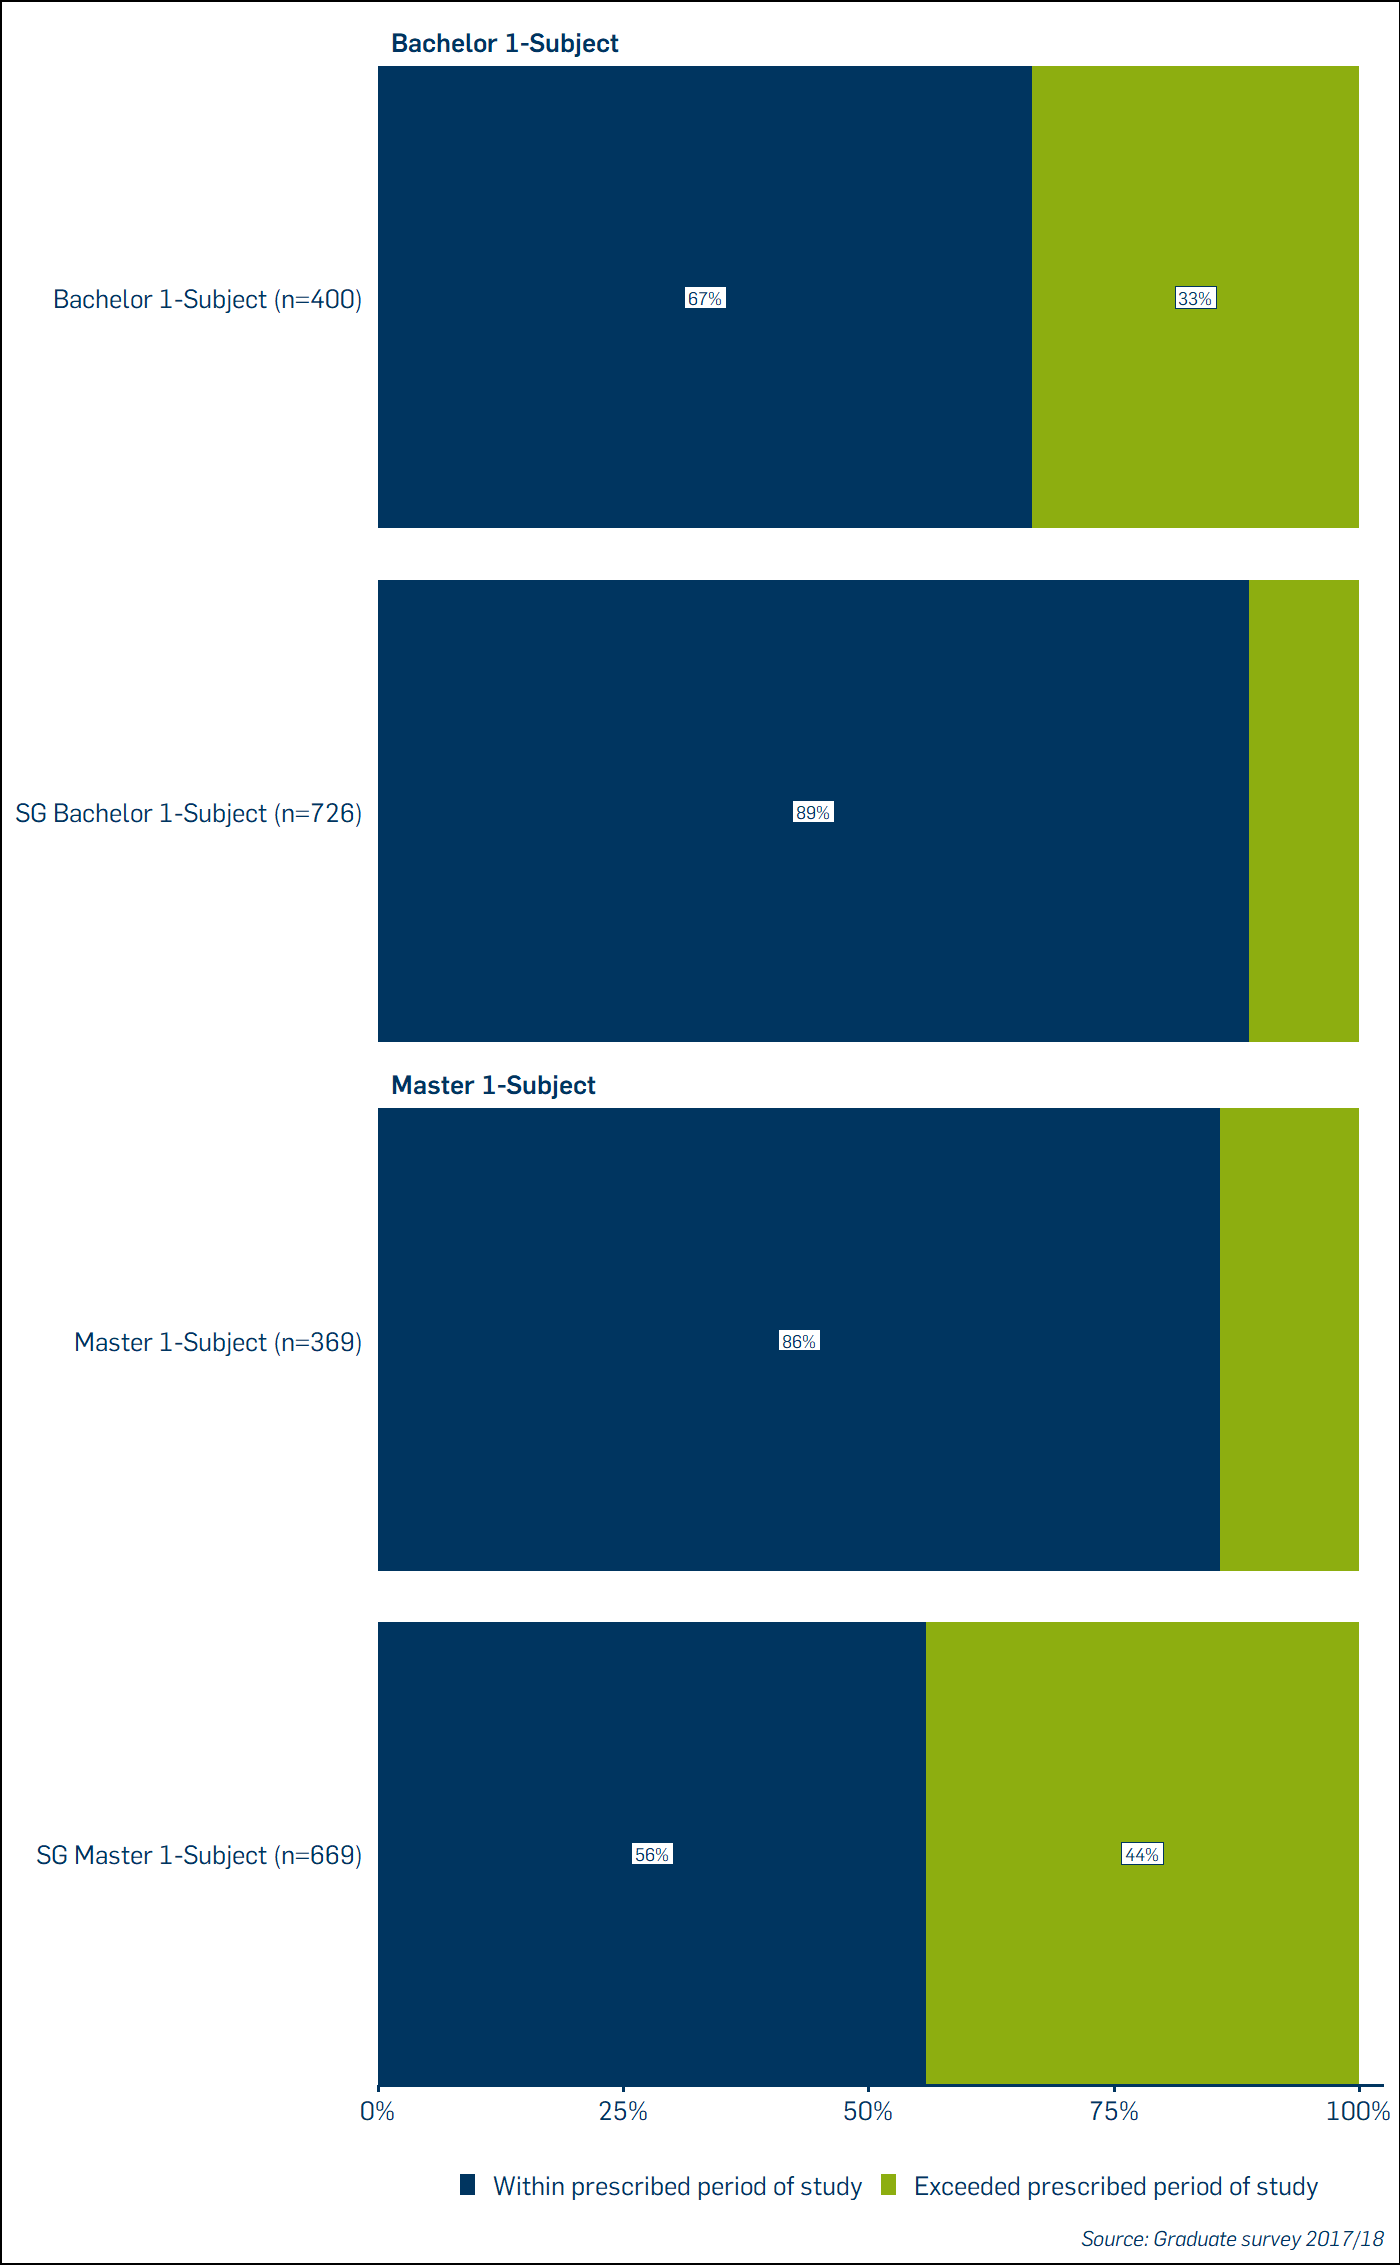 Bachelor 1-Subject
Bachelor 1-Subject (n=400)
67%
33%
SG Bachelor 1-Subject (n=726)
89%
Master 1-Subject
Master 1-Subject (n=369)
86%
SG Master 1-Subject (n=669)
56%
44%
0%
25%
50%
75%
100%
Within prescribed period of study
Exceeded prescribed period of study
Source: Graduate survey 2017/18